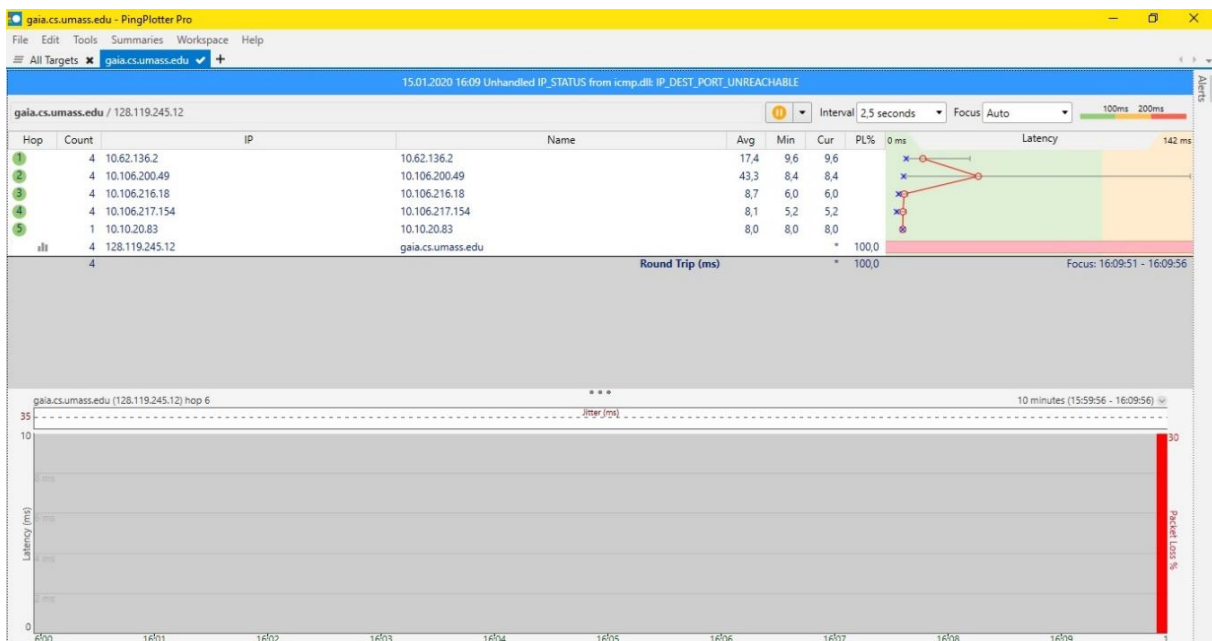 gaia.cs.umass.edu - PingPlotter Pro
File Edit Tools Summaries Workspace Help
All Targets gaia.cs.umass.edu +
15.01.2020 16:09 Unhandled IP_STATUS from icmp.dll: IP_DEST_PORT_UNREACHABLE
Alerts
gaia.cs.umass.edu / 128.119.245.12 Interval 2,5 seconds Focus Auto 100ms 200ms
Hop Count IP Name Avg Min Cur PL% 0 ms Latency 142 ms
1 4 10.62.136.2 10.62.136.2 17,4 9,6 9,6
2 4 10.106.200.49 10.106.200.49 43,3 8,4 8,4
3 4 10.106.216.18 10.106.216.18 8,7 6,0 6,0
4 4 10.106.217.154 10.106.217.154 8,1 5,2 5,2
5 1 10.10.20.83 10.10.20.83 8,0 8,0 8,0
4 128.119.245.12 gaia.cs.umass.edu * 100,0
4 Round Trip (ms) * 100,0 Focus: 16:09:51 - 16:09:56
gaia.cs.umass.edu (128.119.245.12) hop 6 10 minutes (15:59:56 - 16:09:56)
35 Jitter (ms)
10 30
8 ms
6 ms
4 ms
2 ms
0
Latency (ms)
Packet Loss %
6:00 16:01 16:02 16:03 16:04 16:05 16:06 16:07 16:08 16:09 1